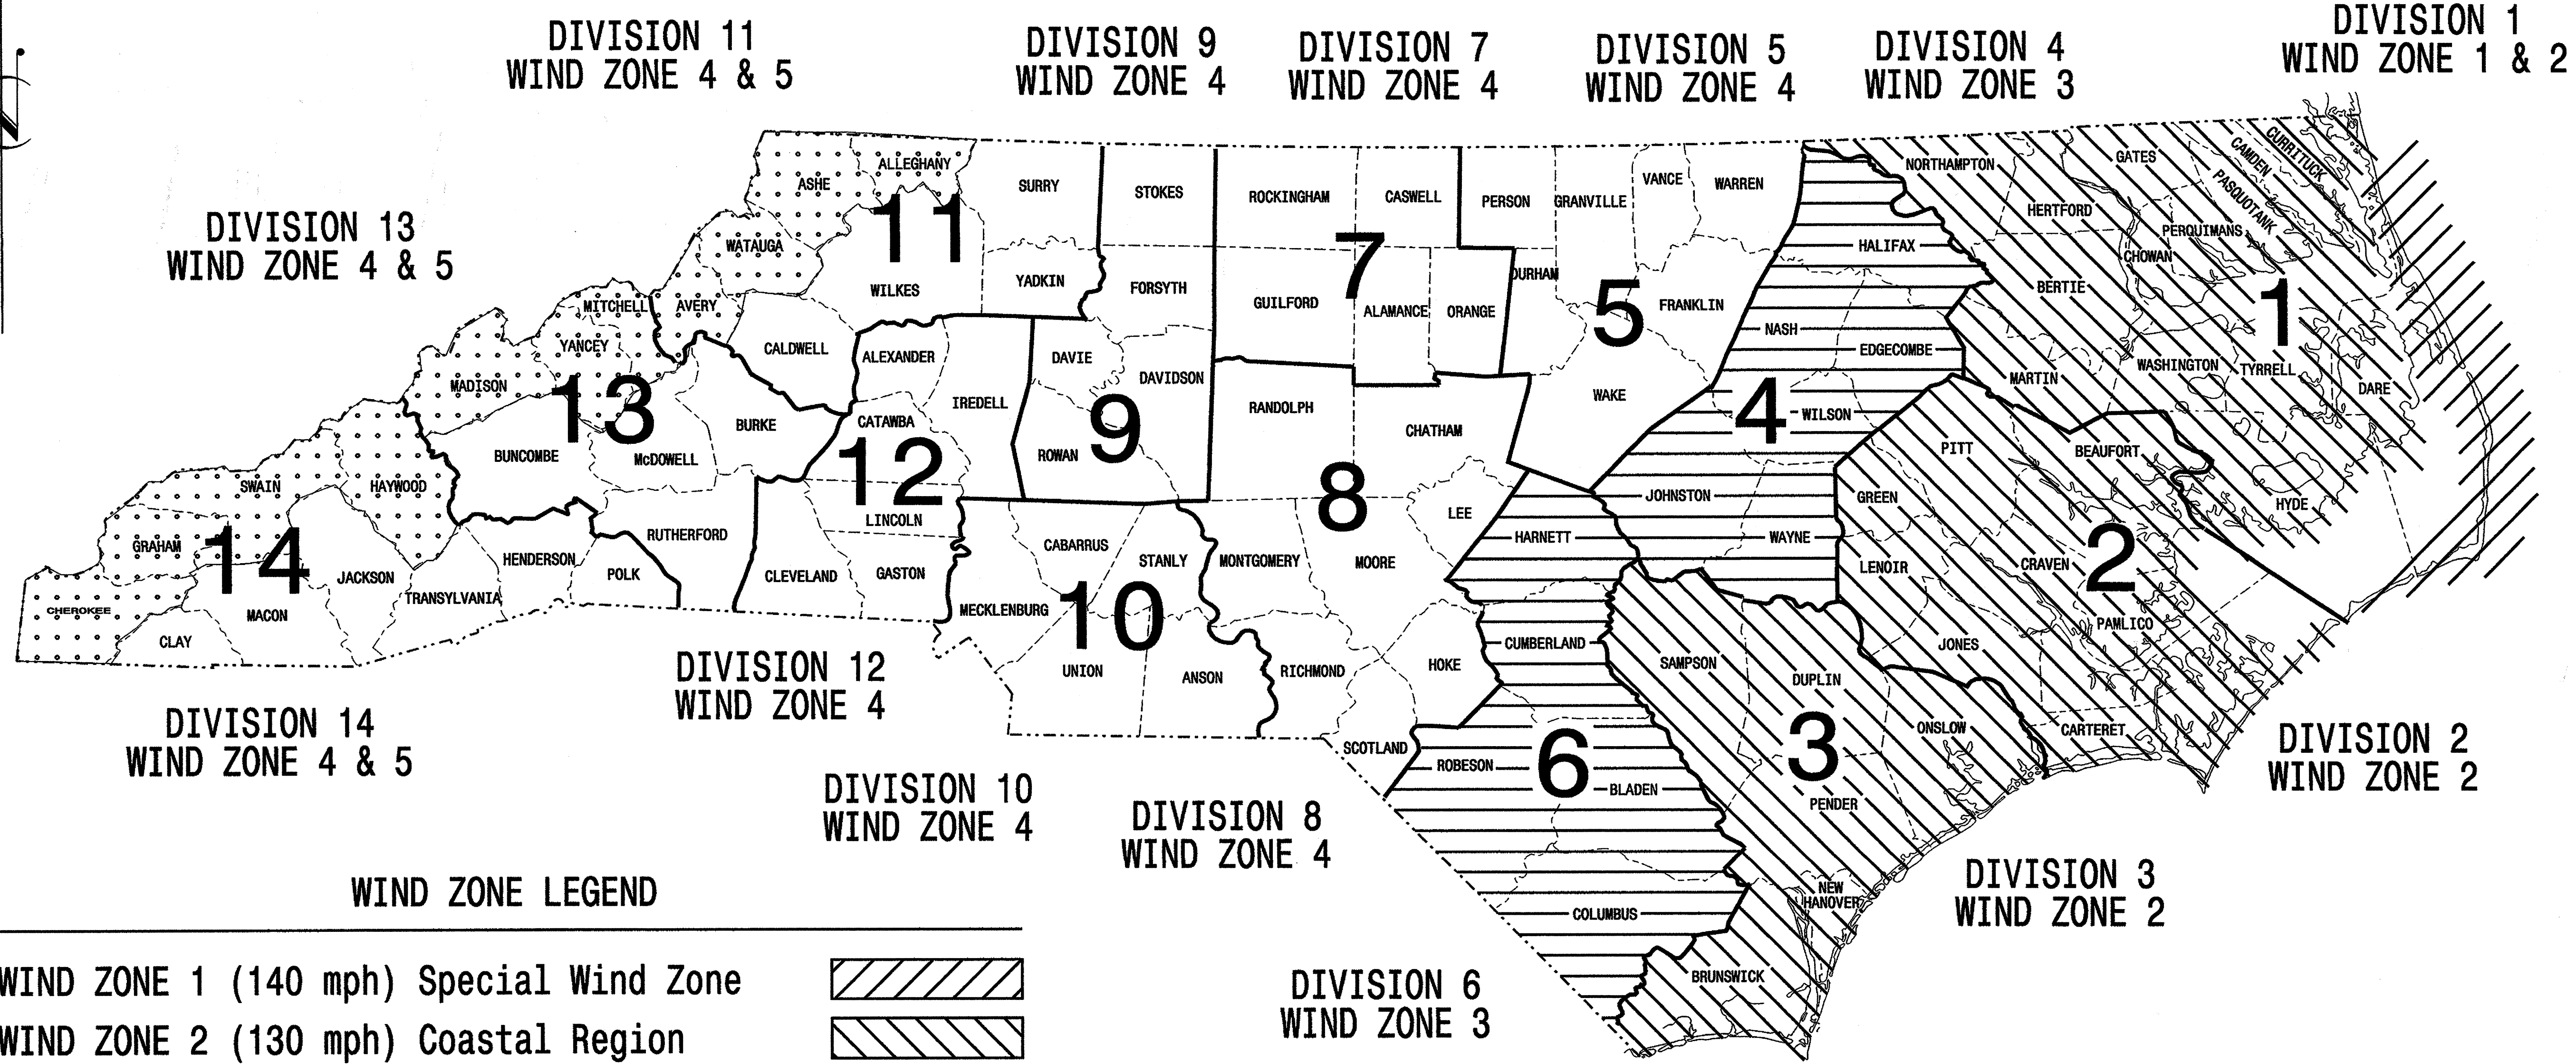 DIVISION 11
WIND ZONE 4 & 5
DIVISION 9
WIND ZONE 4
DIVISION 7
WIND ZONE 4
DIVISION 5
WIND ZONE 4
DIVISION 4
WIND ZONE 3
DIVISION 1
WIND ZONE 1 & 2
N
DIVISION 13
WIND ZONE 4 & 5
ALLEGHANY
ASHE
11
WATAUGA
WILKES
SURRY
YADKIN
STOKES
FORSYTH
ROCKINGHAM
CASWELL
7
GUILFORD
ALAMANCE
ORANGE
PERSON
GRANVILLE
VANCE
WARREN
DURHAM
5
FRANKLIN
WAKE
HALIFAX
NASH
EDGECOMBE
4
WILSON
JOHNSTON
WAYNE
NORTHAMPTON
GATES
CAMDEN
CURRITUCK
PASQUOTANK
HERTFORD
PERQUIMANS
CHOWAN
BERTIE
1
WASHINGTON
TYRRELL
MARTIN
DARE
HYDE
MITCHELL
AVERY
YANCEY
CALDWELL
MADISON
13
BURKE
BUNCOMBE
McDOWELL
ALEXANDER
IREDELL
CATAWBA
12
LINCOLN
CLEVELAND
GASTON
RUTHERFORD
DAVIE
DAVIDSON
9
ROWAN
RANDOLPH
CHATHAM
8
LEE
MONTGOMERY
MOORE
RICHMOND
HOKE
SCOTLAND
SWAIN
HAYWOOD
GRAHAM
14
JACKSON
HENDERSON
POLK
TRANSYLVANIA
CHEROKEE
MACON
CLAY
CABARRUS
STANLY
MECKLENBURG
10
UNION
ANSON
HARNETT
CUMBERLAND
ROBESON
6
BLADEN
COLUMBUS
PITT
BEAUFORT
GREEN
LENOIR
CRAVEN
2
PAMLICO
JONES
CARTERET
SAMPSON
DUPLIN
ONSLOW
3
PENDER
NEW
HANOVER
BRUNSWICK
DIVISION 12
WIND ZONE 4
DIVISION 14
WIND ZONE 4 & 5
DIVISION 10
WIND ZONE 4
DIVISION 8
WIND ZONE 4
DIVISION 2
WIND ZONE 2
DIVISION 3
WIND ZONE 2
DIVISION 6
WIND ZONE 3
WIND ZONE LEGEND
WIND ZONE 1 (140 mph) Special Wind Zone
WIND ZONE 2 (130 mph) Coastal Region